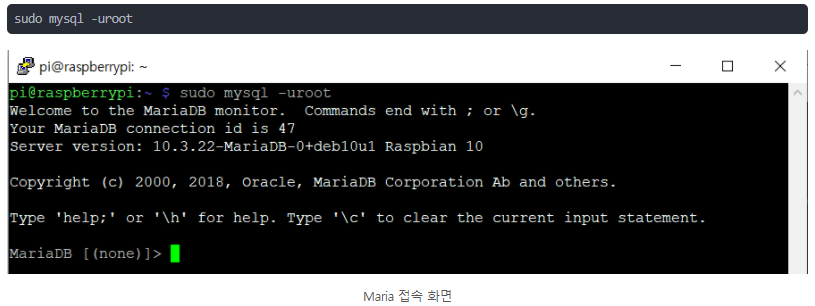 sudo mysql -uroot
pi@raspberrypi: ~
pi@raspberrypi:~ $ sudo mysql -uroot
Welcome to the MariaDB monitor.  Commands end with ; or \g.
Your MariaDB connection id is 47
Server version: 10.3.22-MariaDB-0+deb10u1 Raspbian 10
Copyright (c) 2000, 2018, Oracle, MariaDB Corporation Ab and others.
Type 'help;' or '\h' for help. Type '\c' to clear the current input statement.
MariaDB [(none)]>
Maria 접속 화면